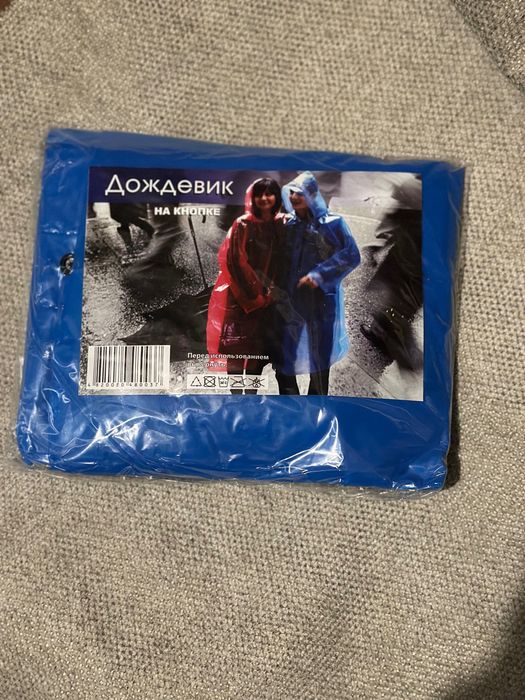 Дождевик
НА КНОПКЕ
Перед использованием